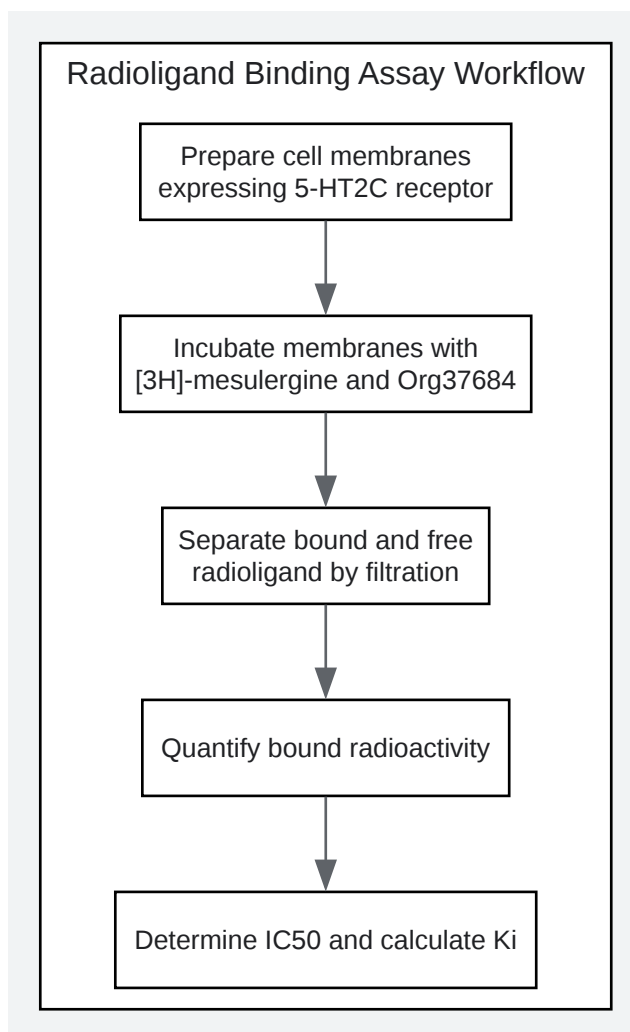 Radioligand Binding Assay Workflow
Prepare cell membranes
expressing 5-HT2C receptor
Incubate membranes with
[3H]-mesulergine and Org37684
Separate bound and free
radioligand by filtration
Quantify bound radioactivity
Determine IC50 and calculate Ki